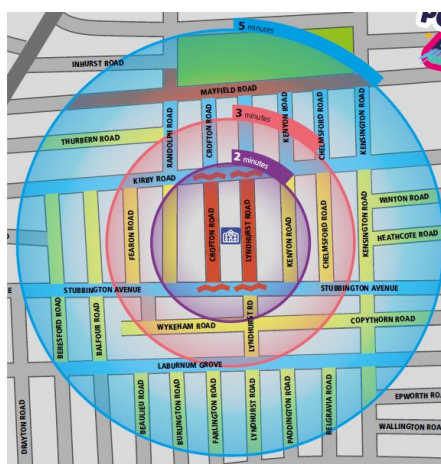 5 minutes
INHURST ROAD
MAYFIELD ROAD
RANDOLPH ROAD
CROFTON ROAD
KENYON ROAD
CHELMSFORD ROAD
KENSINGTON ROAD
3 minutes
THURBERN ROAD
2 minutes
KIRBY ROAD
FEARON ROAD
CROFTON ROAD
LYNDHURST ROAD
KENYON ROAD
CHELMSFORD ROAD
KENSINGTON ROAD
WINTON ROAD
HEATHCOTE ROAD
STUBBINGTON AVENUE
STUBBINGTON AVENUE
BERESFORD ROAD
BALFOUR ROAD
WYKEHAM ROAD
LYNDHURST RD
COPYTHORN ROAD
LABURNUM GROVE
DRAYTON ROAD
BEAULIEU ROAD
BURLINGTON ROAD
FARLINGTON ROAD
LYNDHURST ROAD
PADDINGTON ROAD
BELGRAVIA ROAD
EPWORTH ROAD
WALLINGTON ROAD